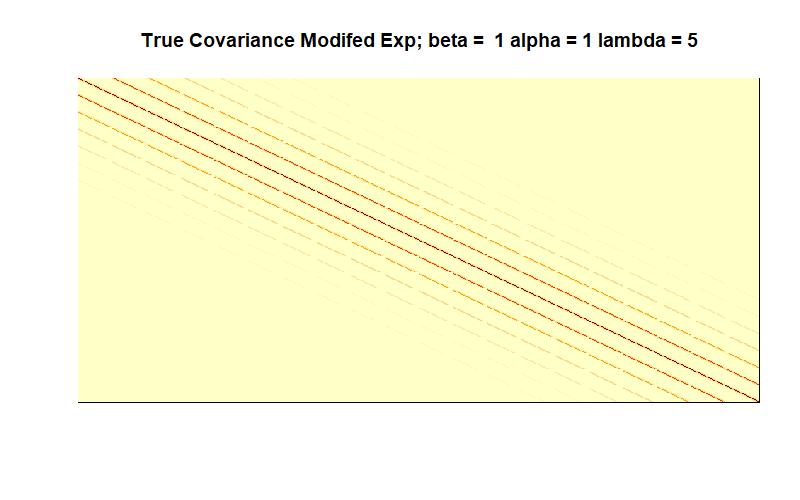 True Covariance Modifed Exp; beta =  1 alpha = 1 lambda = 5